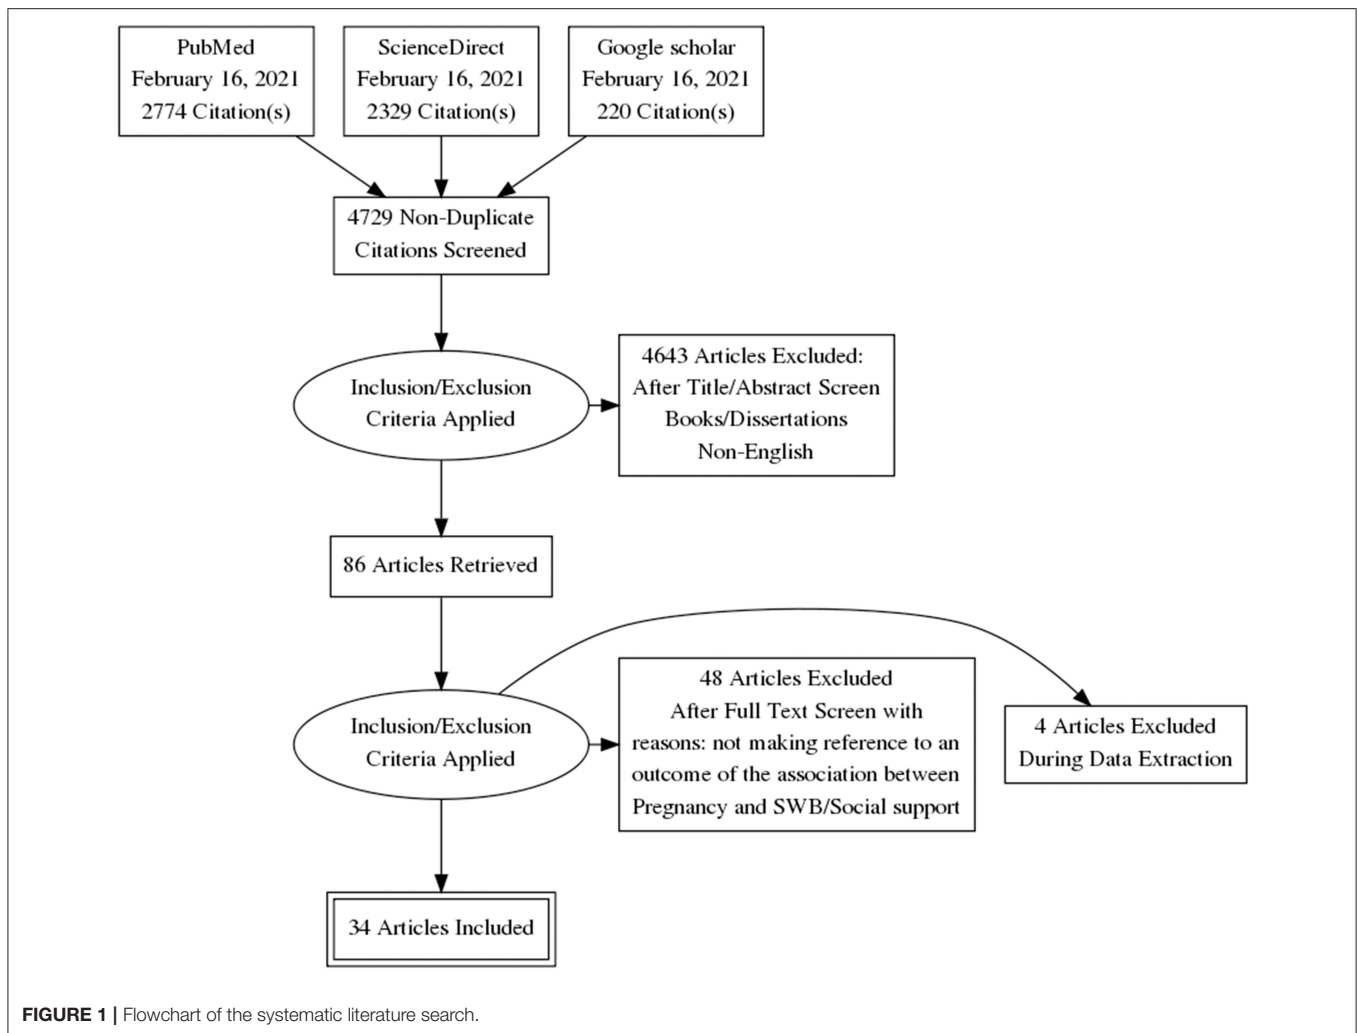 PubMed
February 16, 2021
2774 Citation(s)
ScienceDirect
February 16, 2021
2329 Citation(s)
Google scholar
February 16, 2021
220 Citation(s)
4729 Non-Duplicate
Citations Screened
Inclusion/Exclusion
Criteria Applied
4643 Articles Excluded:
After Title/Abstract Screen
Books/Dissertations
Non-English
86 Articles Retrieved
Inclusion/Exclusion
Criteria Applied
48 Articles Excluded
After Full Text Screen with
reasons: not making reference to an
outcome of the association between
Pregnancy and SWB/Social support
4 Articles Excluded
During Data Extraction
34 Articles Included
FIGURE 1 | Flowchart of the systematic literature search.